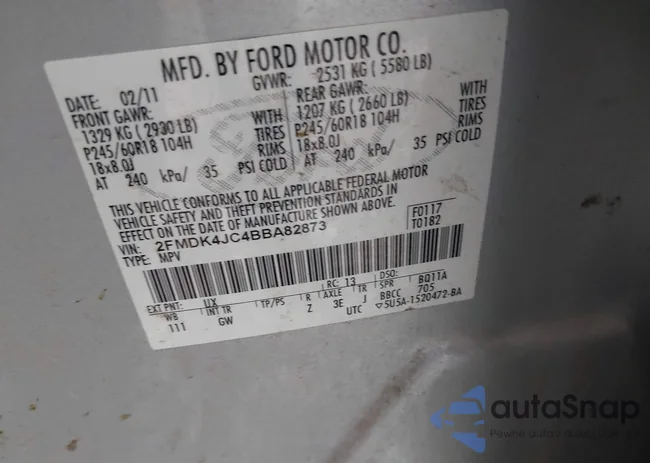 MFD. BY FORD MOTOR CO.
DATE: 02/11 GVWR: 2531 KG (5580 LB)
FRONT GAWR: REAR GAWR:
1329 KG (2930 LB) WITH 1207 KG (2660 LB) WITH
P245/60R18 104H TIRES P245/60R18 104H TIRES
18x8.0J RIMS 18x8.0J RIMS
AT 240 kPa/ 35 PSI COLD AT 240 kPa/ 35 PSI COLD
THIS VEHICLE CONFORMS TO ALL APPLICABLE FEDERAL MOTOR
VEHICLE SAFETY AND THEFT PREVENTION STANDARDS IN
EFFECT ON THE DATE OF MANUFACTURE SHOWN ABOVE.
VIN: 2FMDK4JC4BBA82873 F0117
TYPE: MPV T0182
EXT PNT: UX RC: 13 DSO:
WB INT TR TP/PS R AXLE TR SPR BQ11A
111 GW Z 3E J BBCC 705
UTC 5U5A-1520472-BA
autaSnap
Pewne auta